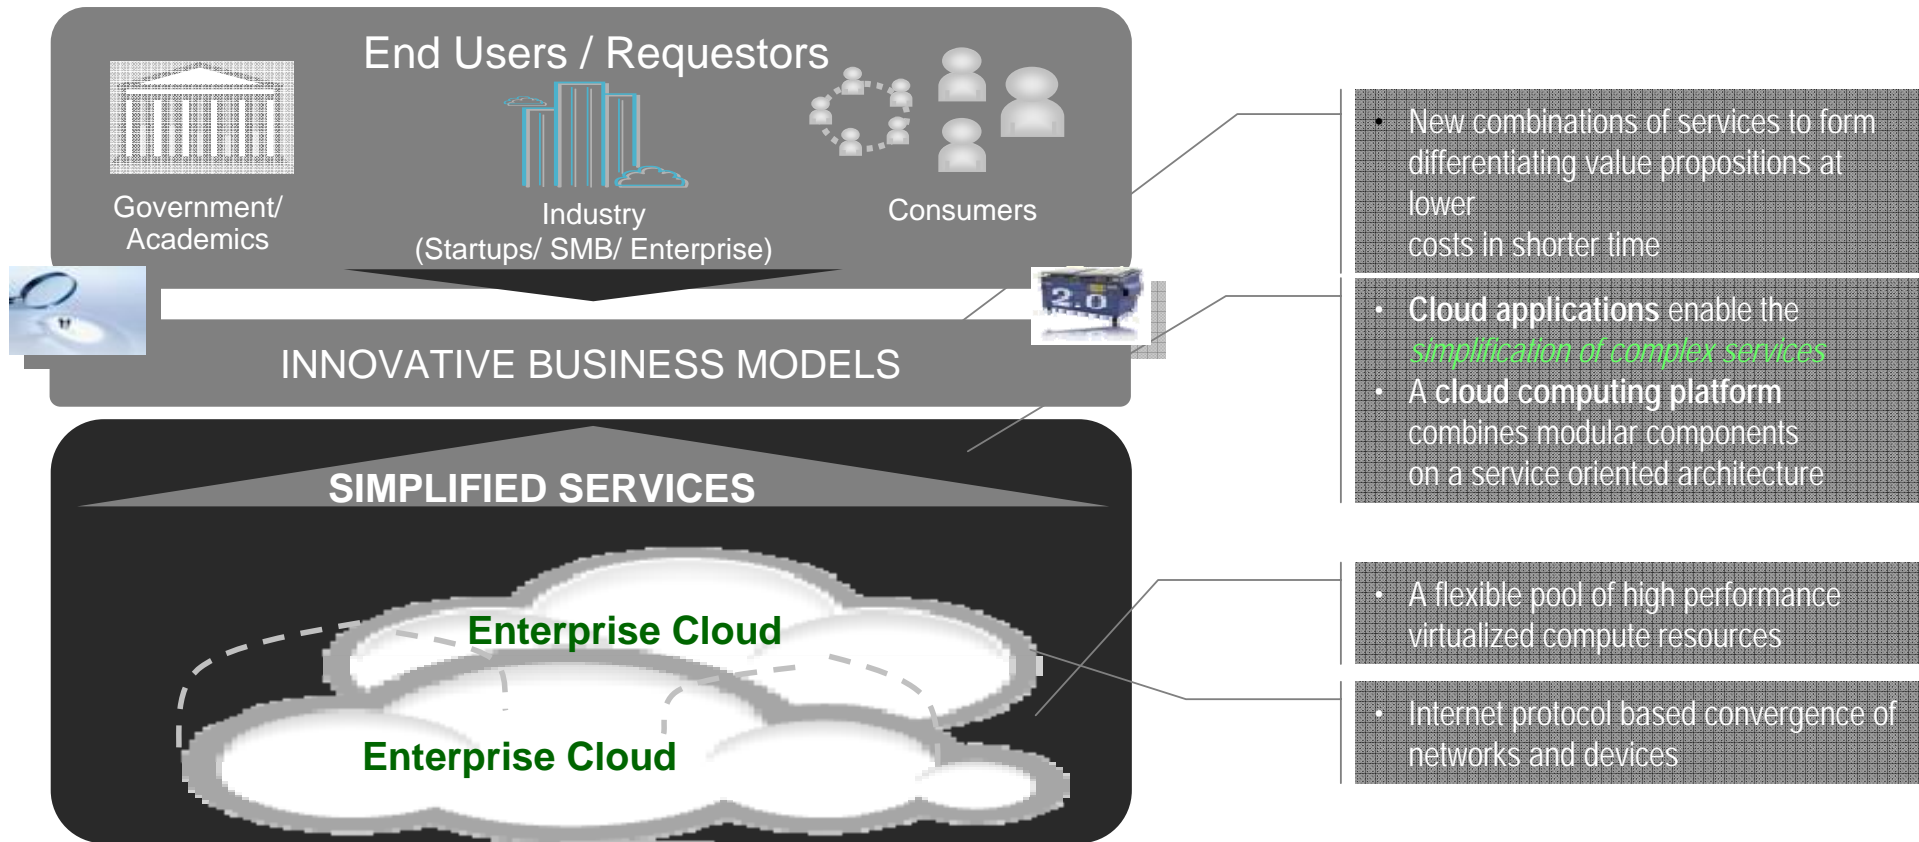 End Users / Requestors
Government/
Academics
Industry
(Startups/ SMB/ Enterprise)
Consumers
2.0
INNOVATIVE BUSINESS MODELS
SIMPLIFIED SERVICES
Enterprise Cloud
Enterprise Cloud
• New combinations of services to form
differentiating value propositions at
lower
costs in shorter time
• Cloud applications enable the
simplification of complex services
• A cloud computing platform
combines modular components
on a service oriented architecture
• A flexible pool of high performance
virtualized compute resources
• Internet protocol based convergence of
networks and devices